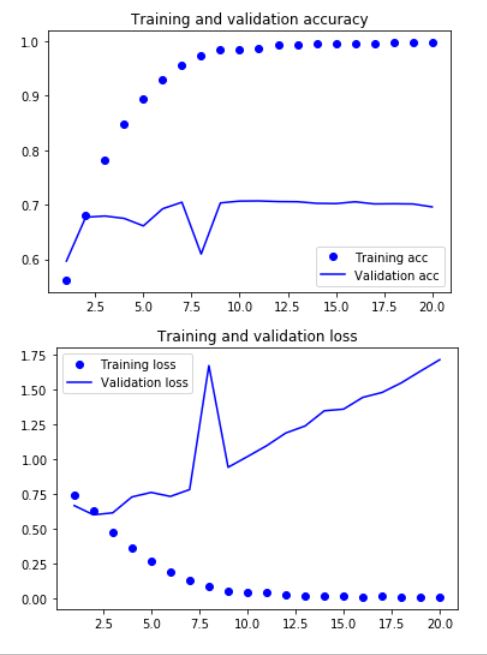 Training and validation accuracy
1.0
0.9
0.8
0.7
0.6
Training acc
Validation acc
2.5 5.0 7.5 10.0 12.5 15.0 17.5 20.0
Training and validation loss
1.75
Training loss
Validation loss
1.50
1.25
1.00
0.75
0.50
0.25
0.00
2.5 5.0 7.5 10.0 12.5 15.0 17.5 20.0